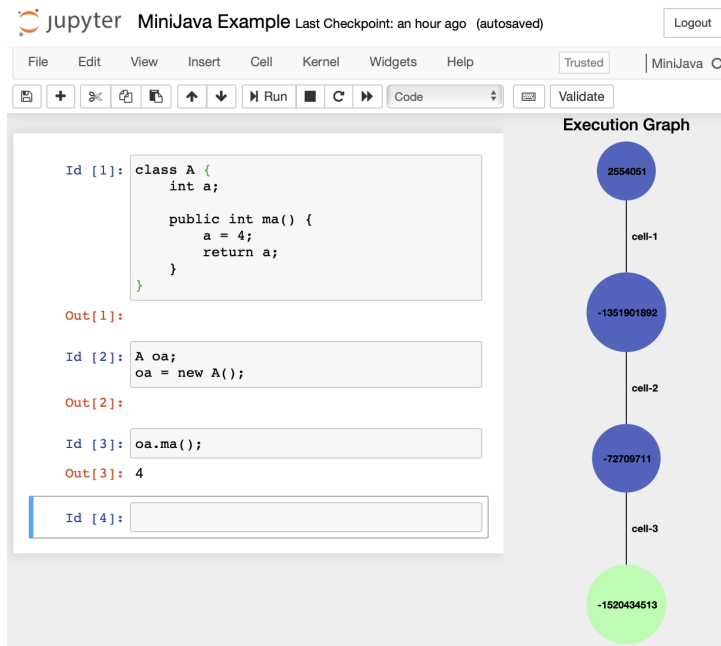 jupyter MiniJava Example Last Checkpoint: an hour ago (autosaved)
Logout
File Edit View Insert Cell Kernel Widgets Help
Trusted
MiniJava
Run
Code
Validate
Id [1]:
class A {
int a;
public int ma() {
a = 4;
return a;
}
}
Out[1]:
Id [2]:
A oa;
oa = new A();
Out[2]:
Id [3]:
oa.ma();
Out[3]: 4
Id [4]:
Execution Graph
2554051
cell-1
-1351901892
cell-2
-72709711
cell-3
-1520434513